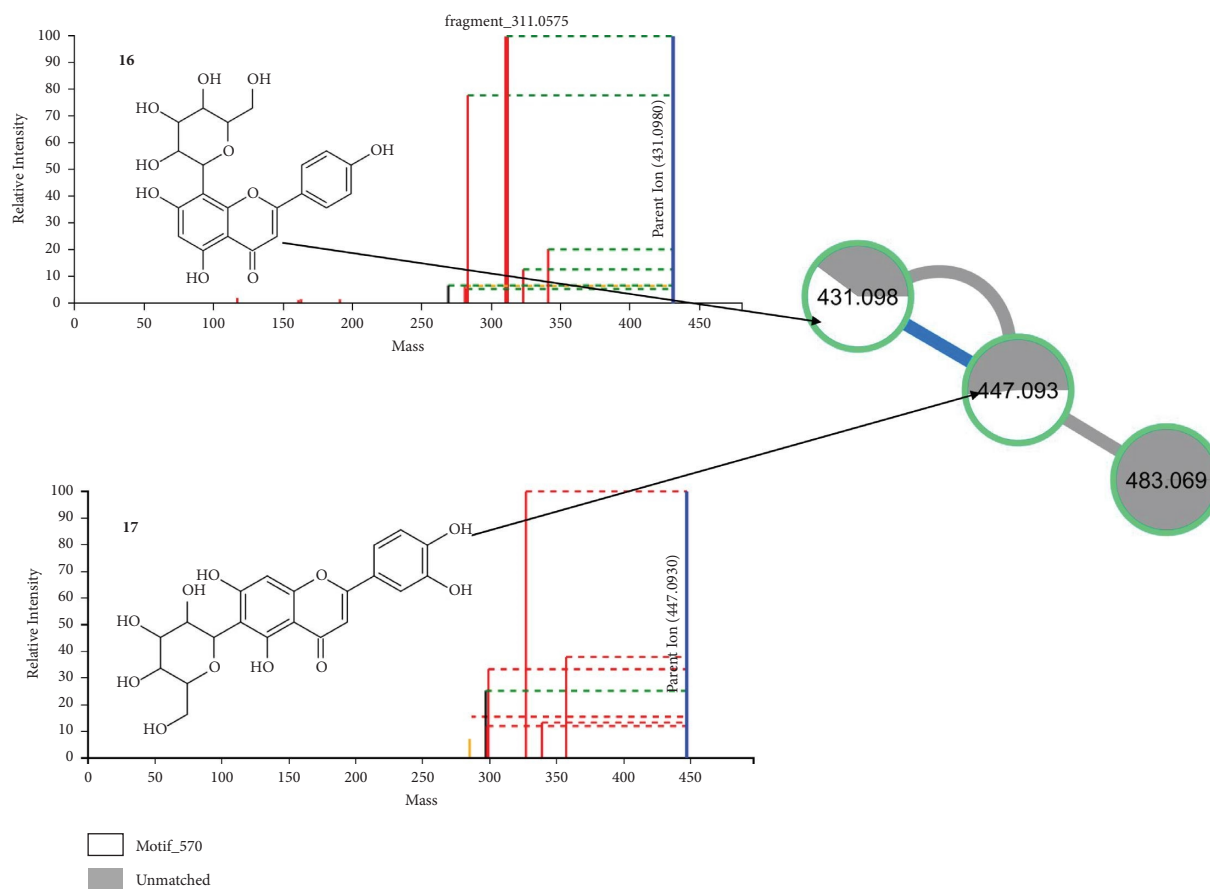 fragment_311.0575
100
90
80
70
60
50
40
30
20
10
0
Relative Intensity
16
OH
OH
HO
HO
O
HO
O
OH
HO
O
Parent Ion (431.0980)
0
50
100
150
200
250
300
350
400
450
Mass
431.098
447.093
483.069
100
90
80
70
60
50
40
30
20
10
0
Relative Intensity
17
OH
HO
O
OH
OH
HO
HO
O
HO
OH
O
HO
Parent Ion (447.0930)
0
50
100
150
200
250
300
350
400
450
Mass
Motif_570
Unmatched